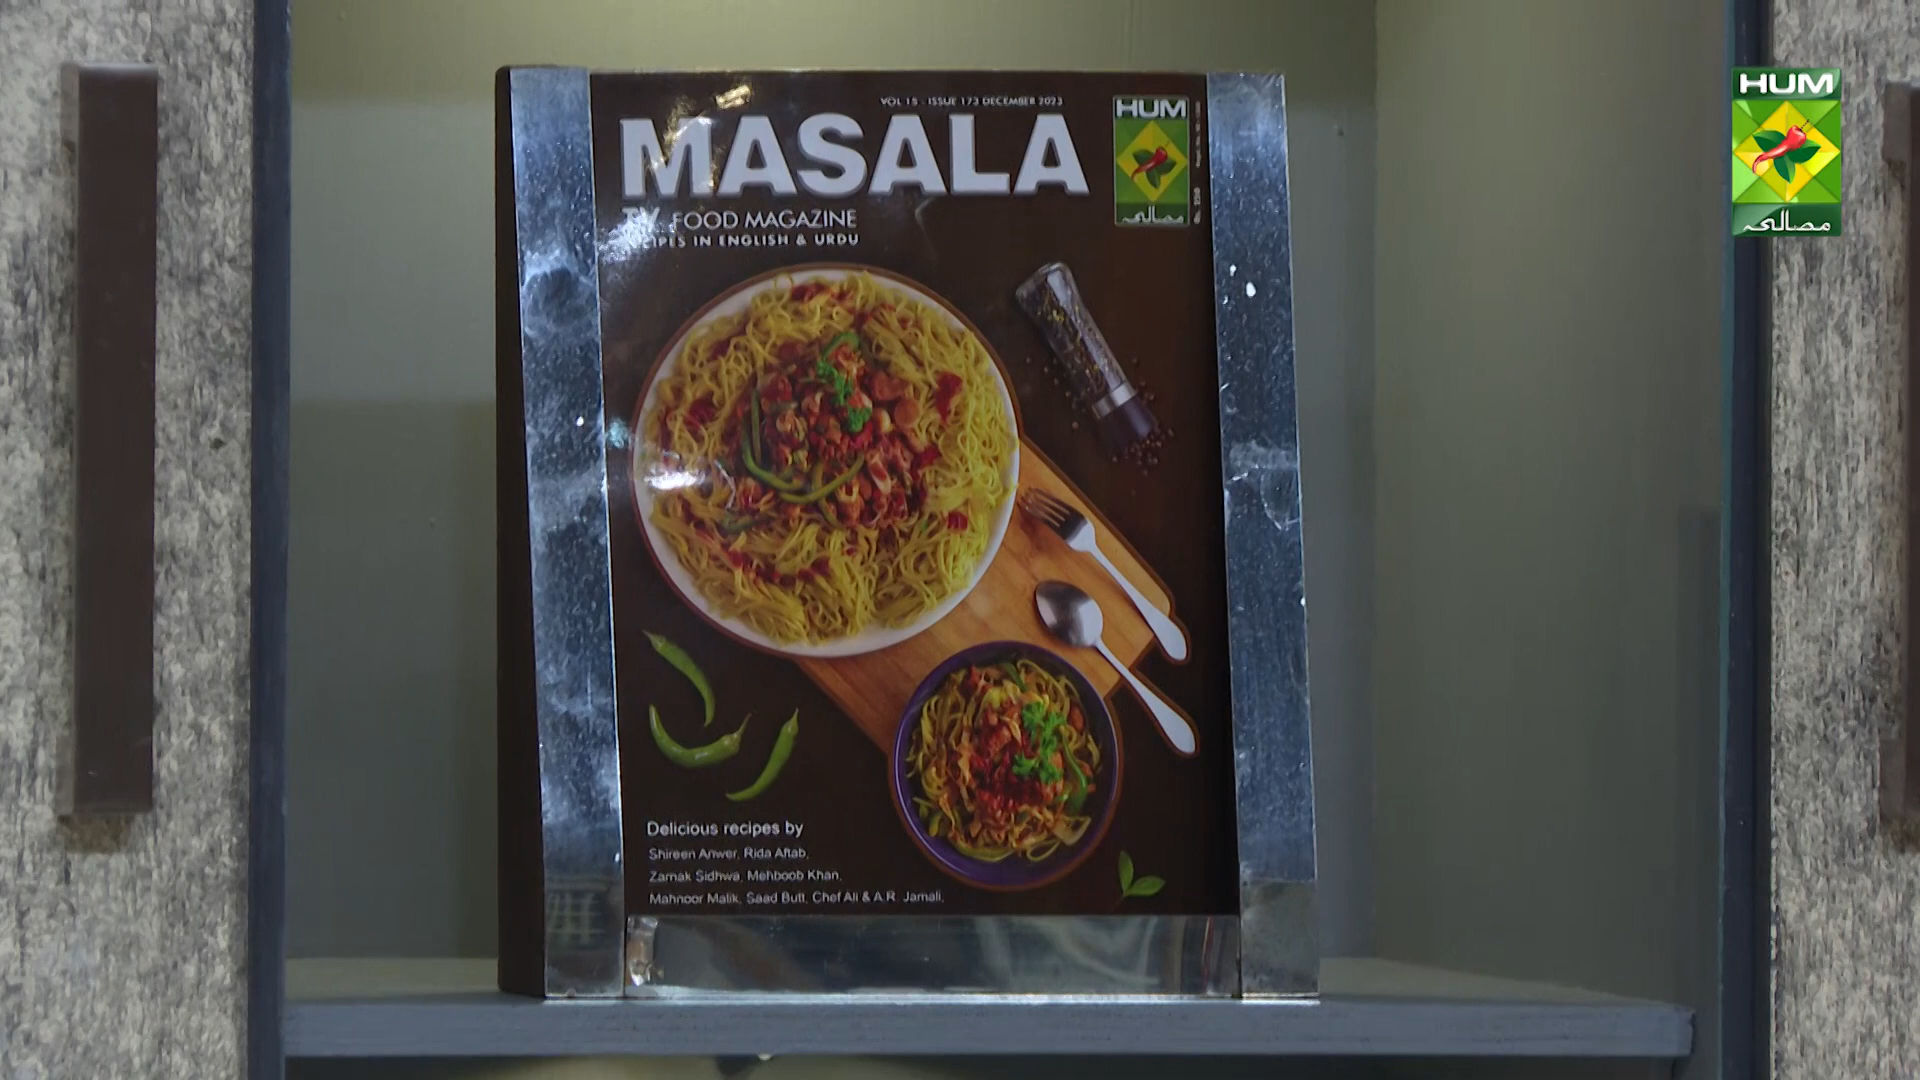 VOL 15 - ISSUE 173 DECEMBER 2023
MASALA
TV FOOD MAGAZINE
RECIPES IN ENGLISH & URDU
HUM
مصالحہ
Delicious recipes by
Shireen Anwer, Rida Aftab,
Zarnak Sidhwa, Mehboob Khan,
Mahnoor Malik, Saad Butt, Chef Ali & A.R. Jamali.
HUM
مصالحہ